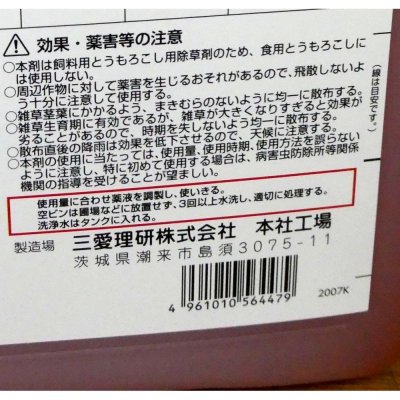 ⚠ 効果・薬害等の注意
○本剤は飼料用とうもろこし用除草剤のため、食用とうもろこしに
は使用しない。
○周辺作物に対して薬害を生じるおそれがあるので、飛散しないよ
う十分に注意して使用する。
○雑草茎葉にかかるよう、まきむらのないように均一に散布する。
○雑草生育期に有効であるが、雑草が大きくなりすぎると効果が
劣ることがあるので、時期を失しないように均一に散布する。
○散布直後の降雨は効果を低下させるので、天候に注意する。
○本剤の使用に当たっては、使用量、使用時期、使用方法を誤らない
ように注意し、特に初めて使用する場合は、病害虫防除所等関係
機関の指導を受けることが望ましい。
使用量に合わせ薬液を調製し、使いきる。
空ビンは圃場などに放置せず、3回以上水洗し、適切に処理する。
洗浄水はタンクに入れる。
製造場 三愛理研株式会社 本社工場
茨城県潮来市島須3075-11
4 961010 564479
2007K
(線は目安です。)